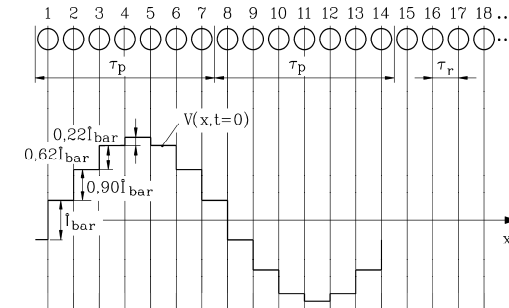 1 2 3 4 5 6 7 8 9 10 11 12 13 14 15 16 17 18 ..
τp τp τr
V(x,t=0)
0,22Îbar
0,62Îbar
0,90Îbar
Îbar
x